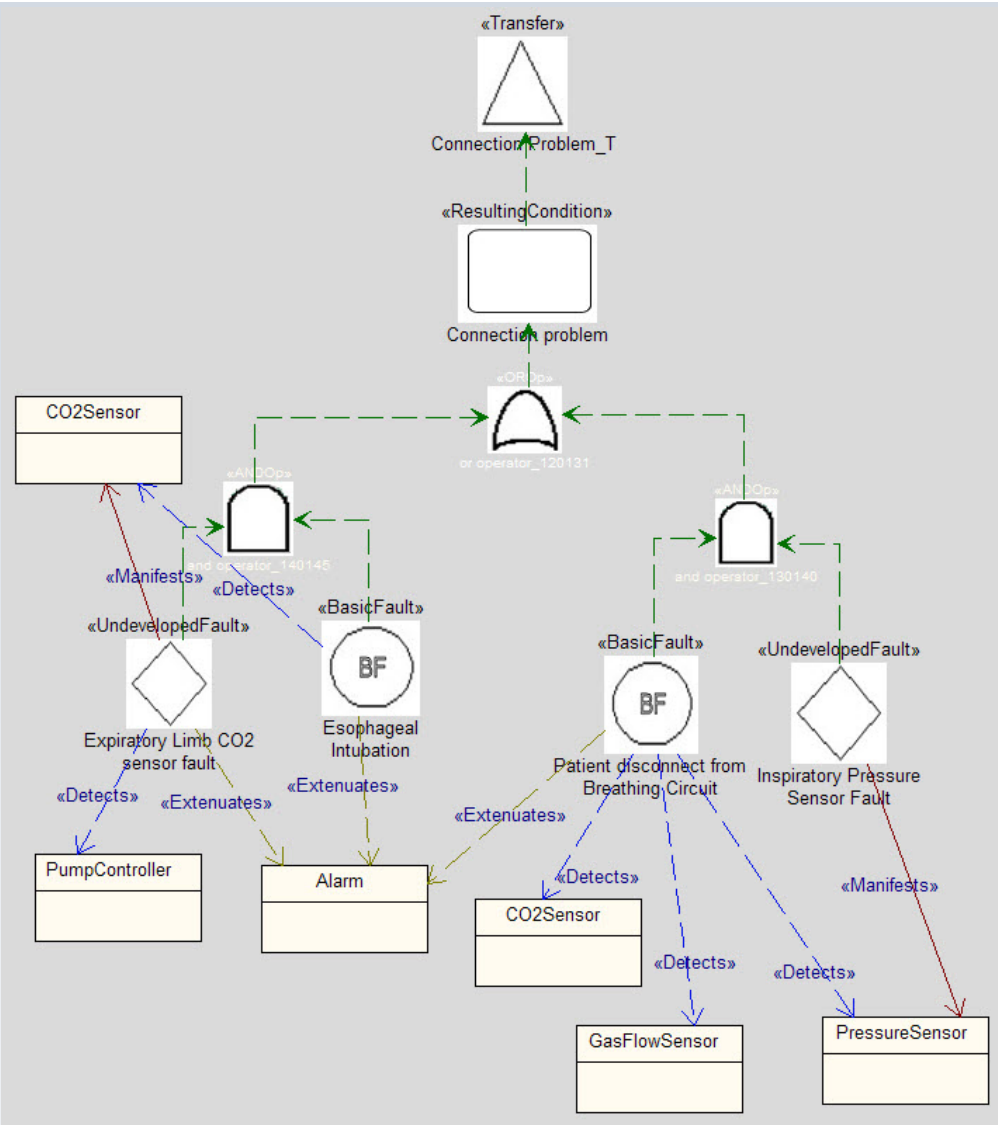 «Transfer»
Connection Problem_T
«ResultingCondition»
Connection problem
«OROp»
or operator_120131
CO2Sensor
«ANDOp»
and operator_140145
«ANDOp»
and operator_130140
«Manifests»
«Detects»
«BasicFault»
«UndevelopedFault»
BF
Esophageal
Intubation
Expiratory Limb CO2
sensor fault
«BasicFault»
«UndevelopedFault»
BF
Patient disconnect from
Breathing Circuit
Inspiratory Pressure
Sensor Fault
«Detects»
«Extenuates»
«Extenuates»
«Extenuates»
PumpController
Alarm
«Detects»
«Manifests»
CO2Sensor
«Detects»
«Detects»
GasFlowSensor
PressureSensor